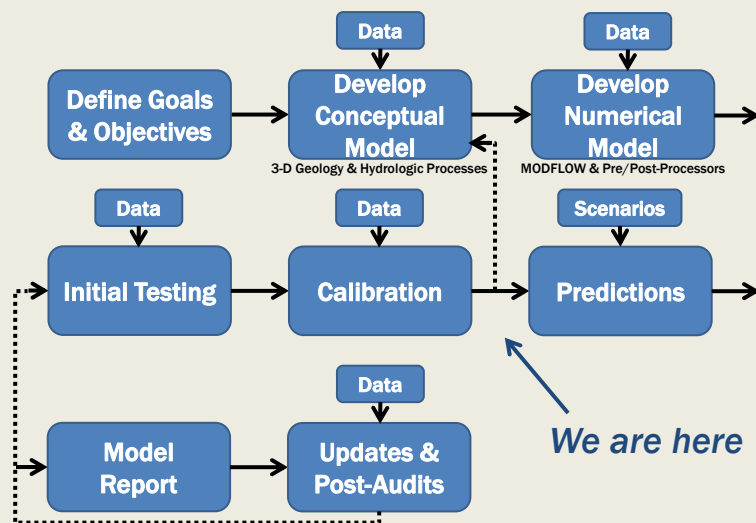 Data
Data
Define Goals
& Objectives
Develop
Conceptual
Model
Develop
Numerical
Model
3-D Geology & Hydrologic Processes
MODFLOW & Pre/Post-Processors
Data
Data
Scenarios
Initial Testing
Calibration
Predictions
Data
We are here
Model
Report
Updates &
Post-Audits